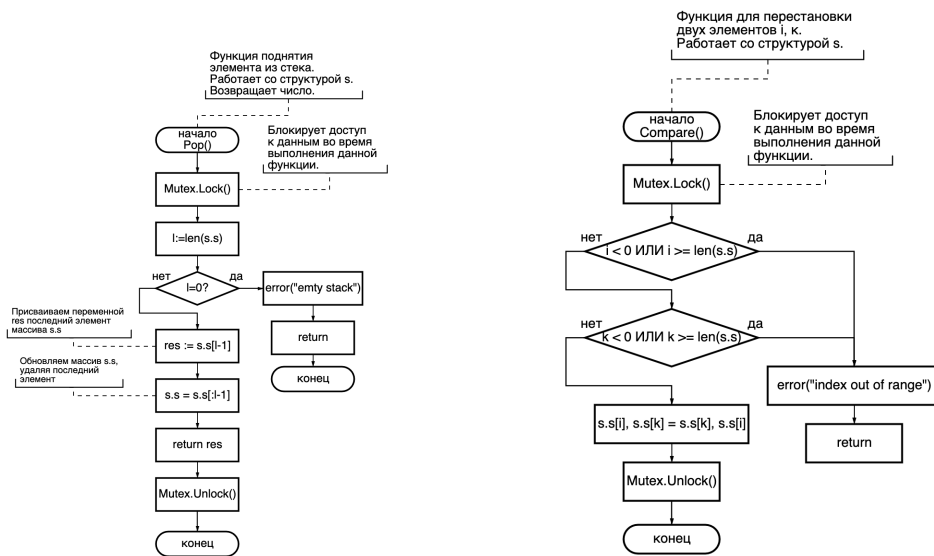 Функция поднятия
элемента из стека.
Работает со структурой s.
Возвращает число.
начало
Pop()
Блокирует доступ
к данным во время
выполнения данной
функции.
Mutex.Lock()
l:=len(s.s)
нет
да
l=0?
error("emty stack")
return
конец
Присваиваем переменной
res последний элемент
массива s.s
res := s.s[l-1]
Обновляем массив s.s,
удаляя последний
элемент
s.s = s.s[:l-1]
return res
Mutex.Unlock()
конец
Функция для перестановки
двух элементов i, к.
Работает со структурой s.
начало
Compare()
Блокирует доступ
к данным во время
выполнения данной
функции.
Mutex.Lock()
нет
да
i < 0 ИЛИ i >= len(s.s)
нет
да
k < 0 ИЛИ k >= len(s.s)
error("index out of range")
return
s.s[i], s.s[k] = s.s[k], s.s[i]
Mutex.Unlock()
конец